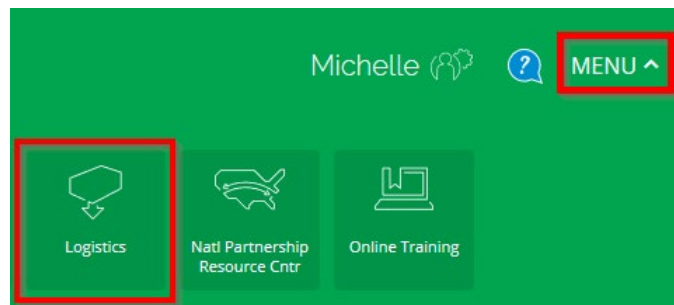 Michelle
?
MENU
Logistics
Natl Partnership
Resource Cntr
Online Training